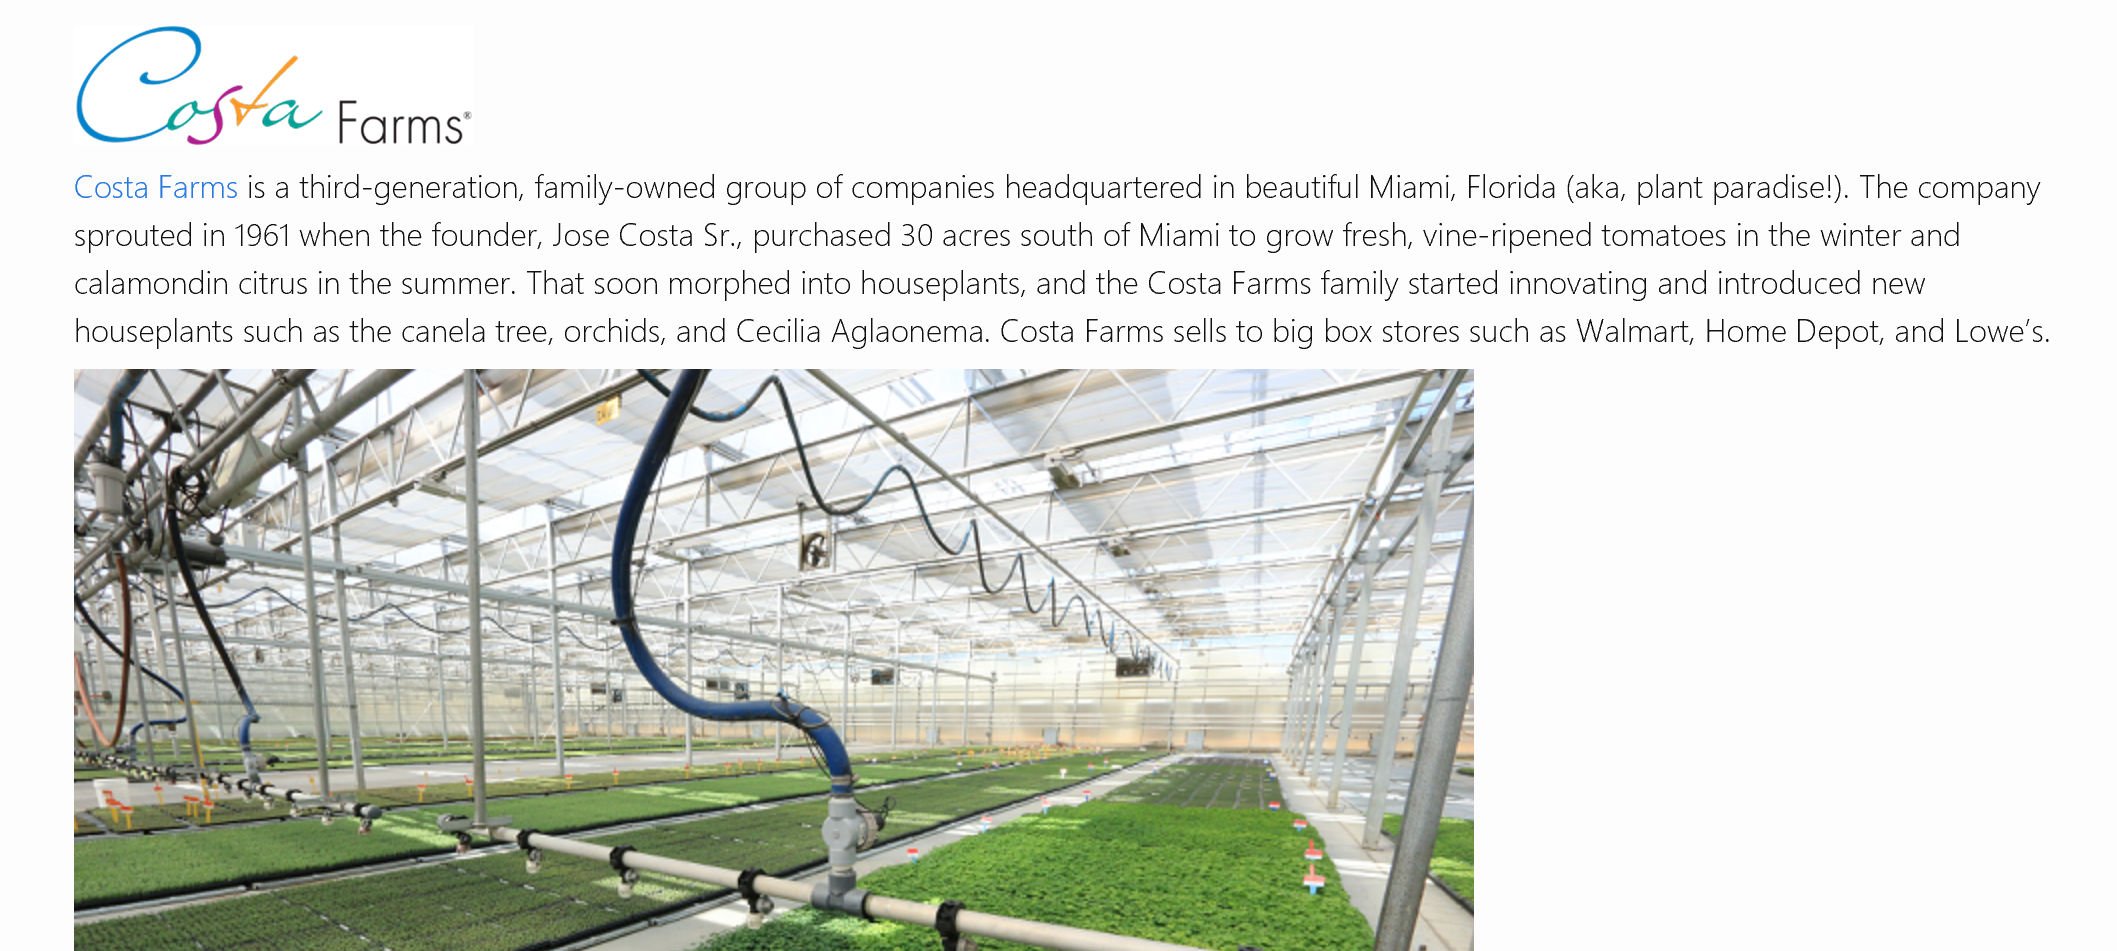 Costa Farms®
Costa Farms is a third-generation, family-owned group of companies headquartered in beautiful Miami, Florida (aka, plant paradise!). The company
sprouted in 1961 when the founder, Jose Costa Sr., purchased 30 acres south of Miami to grow fresh, vine-ripened tomatoes in the winter and
calamondin citrus in the summer. That soon morphed into houseplants, and the Costa Farms family started innovating and introduced new
houseplants such as the canela tree, orchids, and Cecilia Aglaonema. Costa Farms sells to big box stores such as Walmart, Home Depot, and Lowe’s.